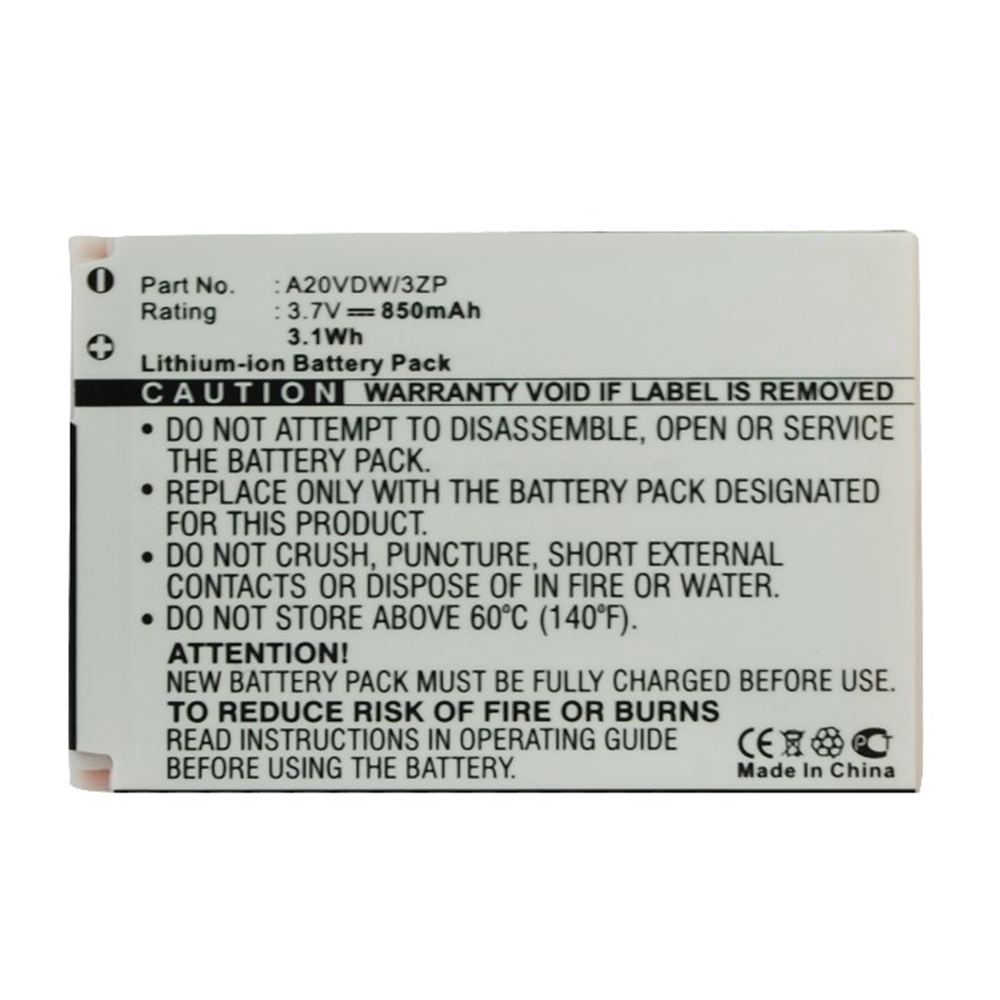 Part No. : A20VDW/3ZP
Rating : 3.7V 850mAh
3.1Wh
Lithium-ion Battery Pack
CAUTION WARRANTY VOID IF LABEL IS REMOVED
• DO NOT ATTEMPT TO DISASSEMBLE, OPEN OR SERVICE
THE BATTERY PACK.
• REPLACE ONLY WITH THE BATTERY PACK DESIGNATED
FOR THIS PRODUCT.
• DO NOT CRUSH, PUNCTURE, SHORT EXTERNAL
CONTACTS OR DISPOSE OF IN FIRE OR WATER.
• DO NOT STORE ABOVE 60°C (140°F).
ATTENTION!
NEW BATTERY PACK MUST BE FULLY CHARGED BEFORE USE.
TO REDUCE RISK OF FIRE OR BURNS
READ INSTRUCTIONS IN OPERATING GUIDE
BEFORE USING THE BATTERY.
CE PCT
Made In China